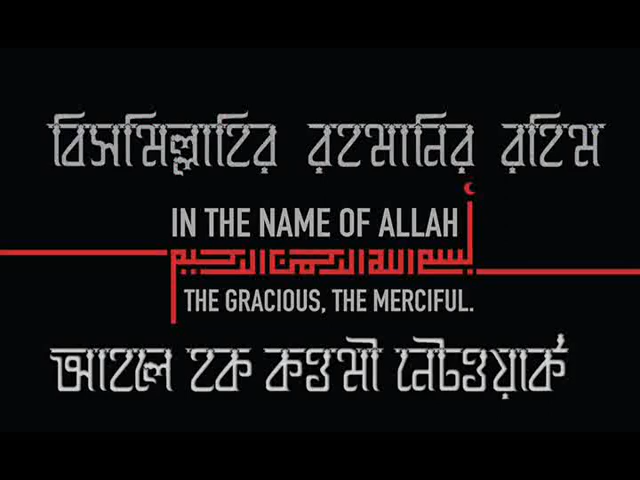 বিসমিল্লাহির রহমানির রহিম
IN THE NAME OF ALLAH
بسم الله الرحمن الرحيم
THE GRACIOUS, THE MERCIFUL.
আহলে হক কওমী নেটওয়ার্ক